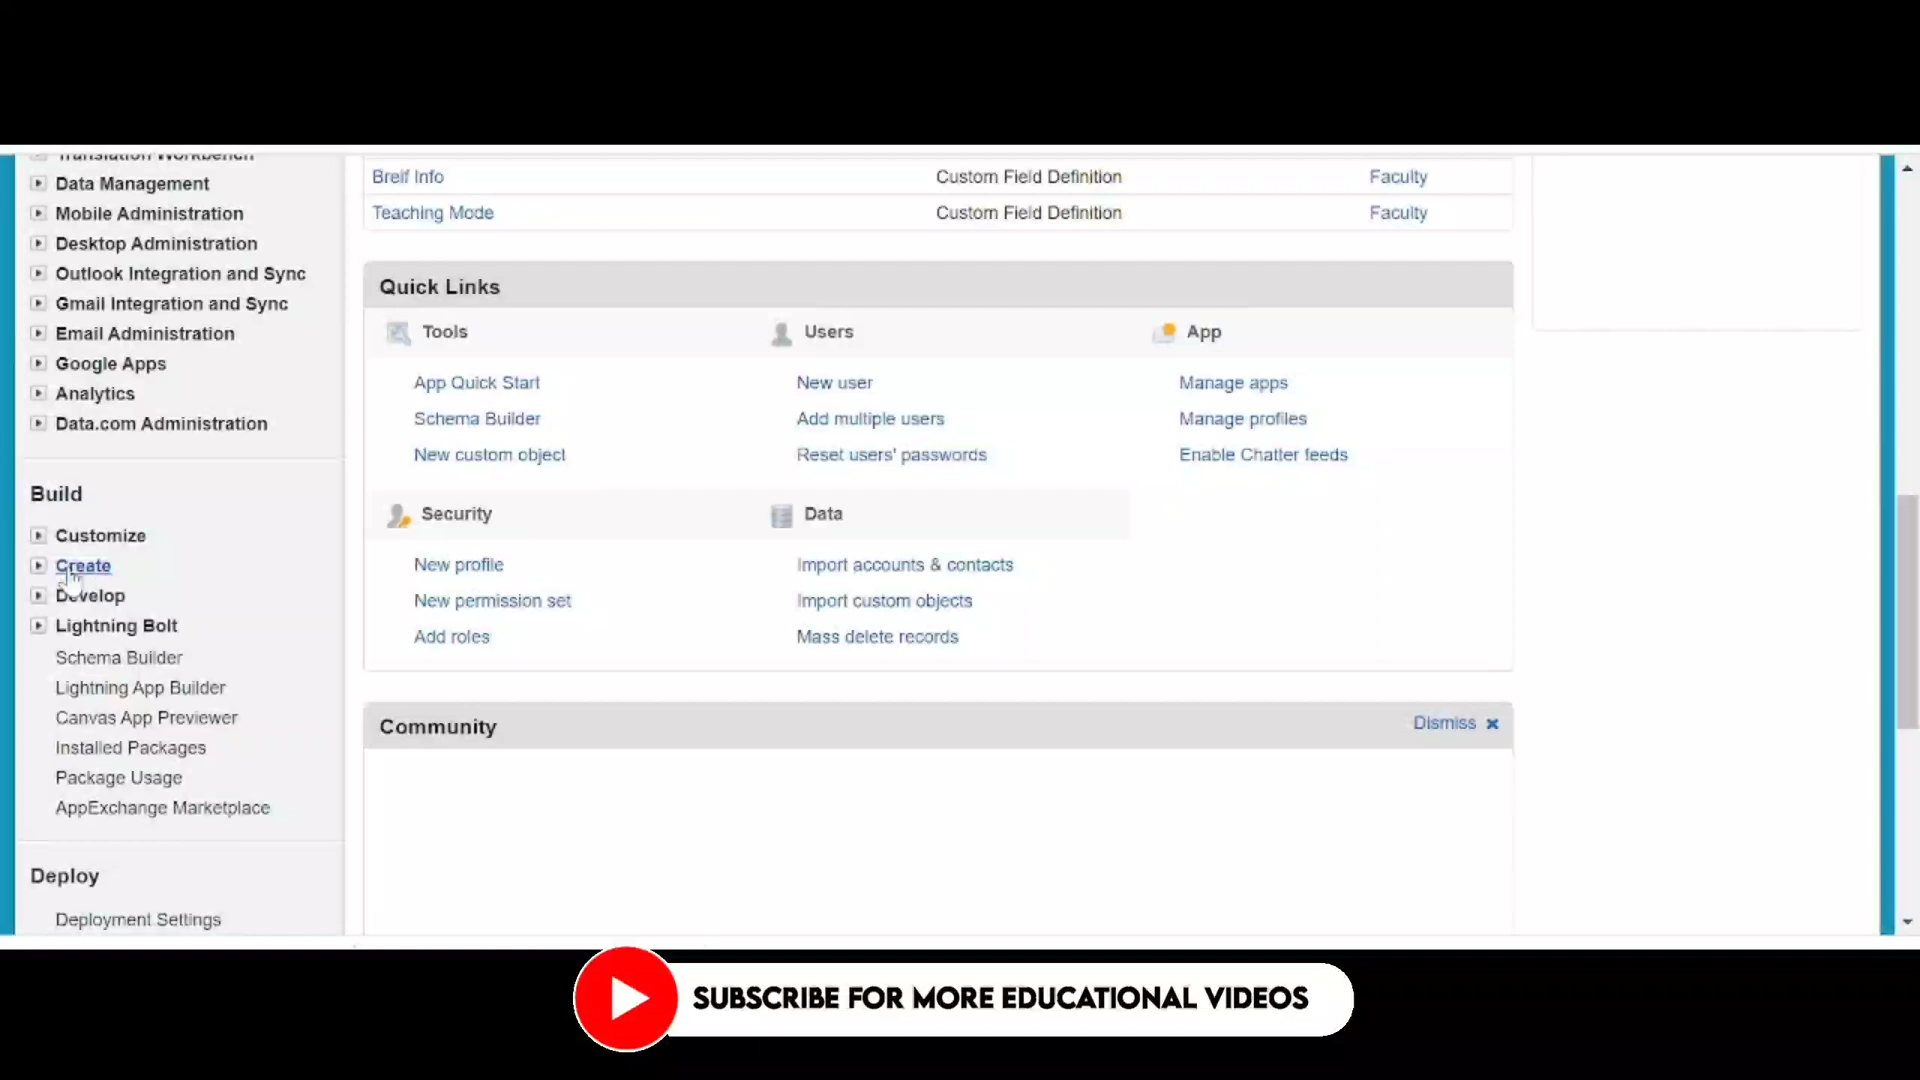 Translation Workbench
Data Management
Mobile Administration
Desktop Administration
Outlook Integration and Sync
Gmail Integration and Sync
Email Administration
Google Apps
Analytics
Data.com Administration
Build
Customize
Create
Develop
Lightning Bolt
Schema Builder
Lightning App Builder
Canvas App Previewer
Installed Packages
Package Usage
AppExchange Marketplace
Deploy
Deployment Settings
Breif Info Custom Field Definition Faculty
Teaching Mode Custom Field Definition Faculty
Quick Links
Tools
App Quick Start
Schema Builder
New custom object
Users
New user
Add multiple users
Reset users' passwords
App
Manage apps
Manage profiles
Enable Chatter feeds
Security
New profile
New permission set
Add roles
Data
Import accounts & contacts
Import custom objects
Mass delete records
Community
Dismiss
SUBSCRIBE FOR MORE EDUCATIONAL VIDEOS